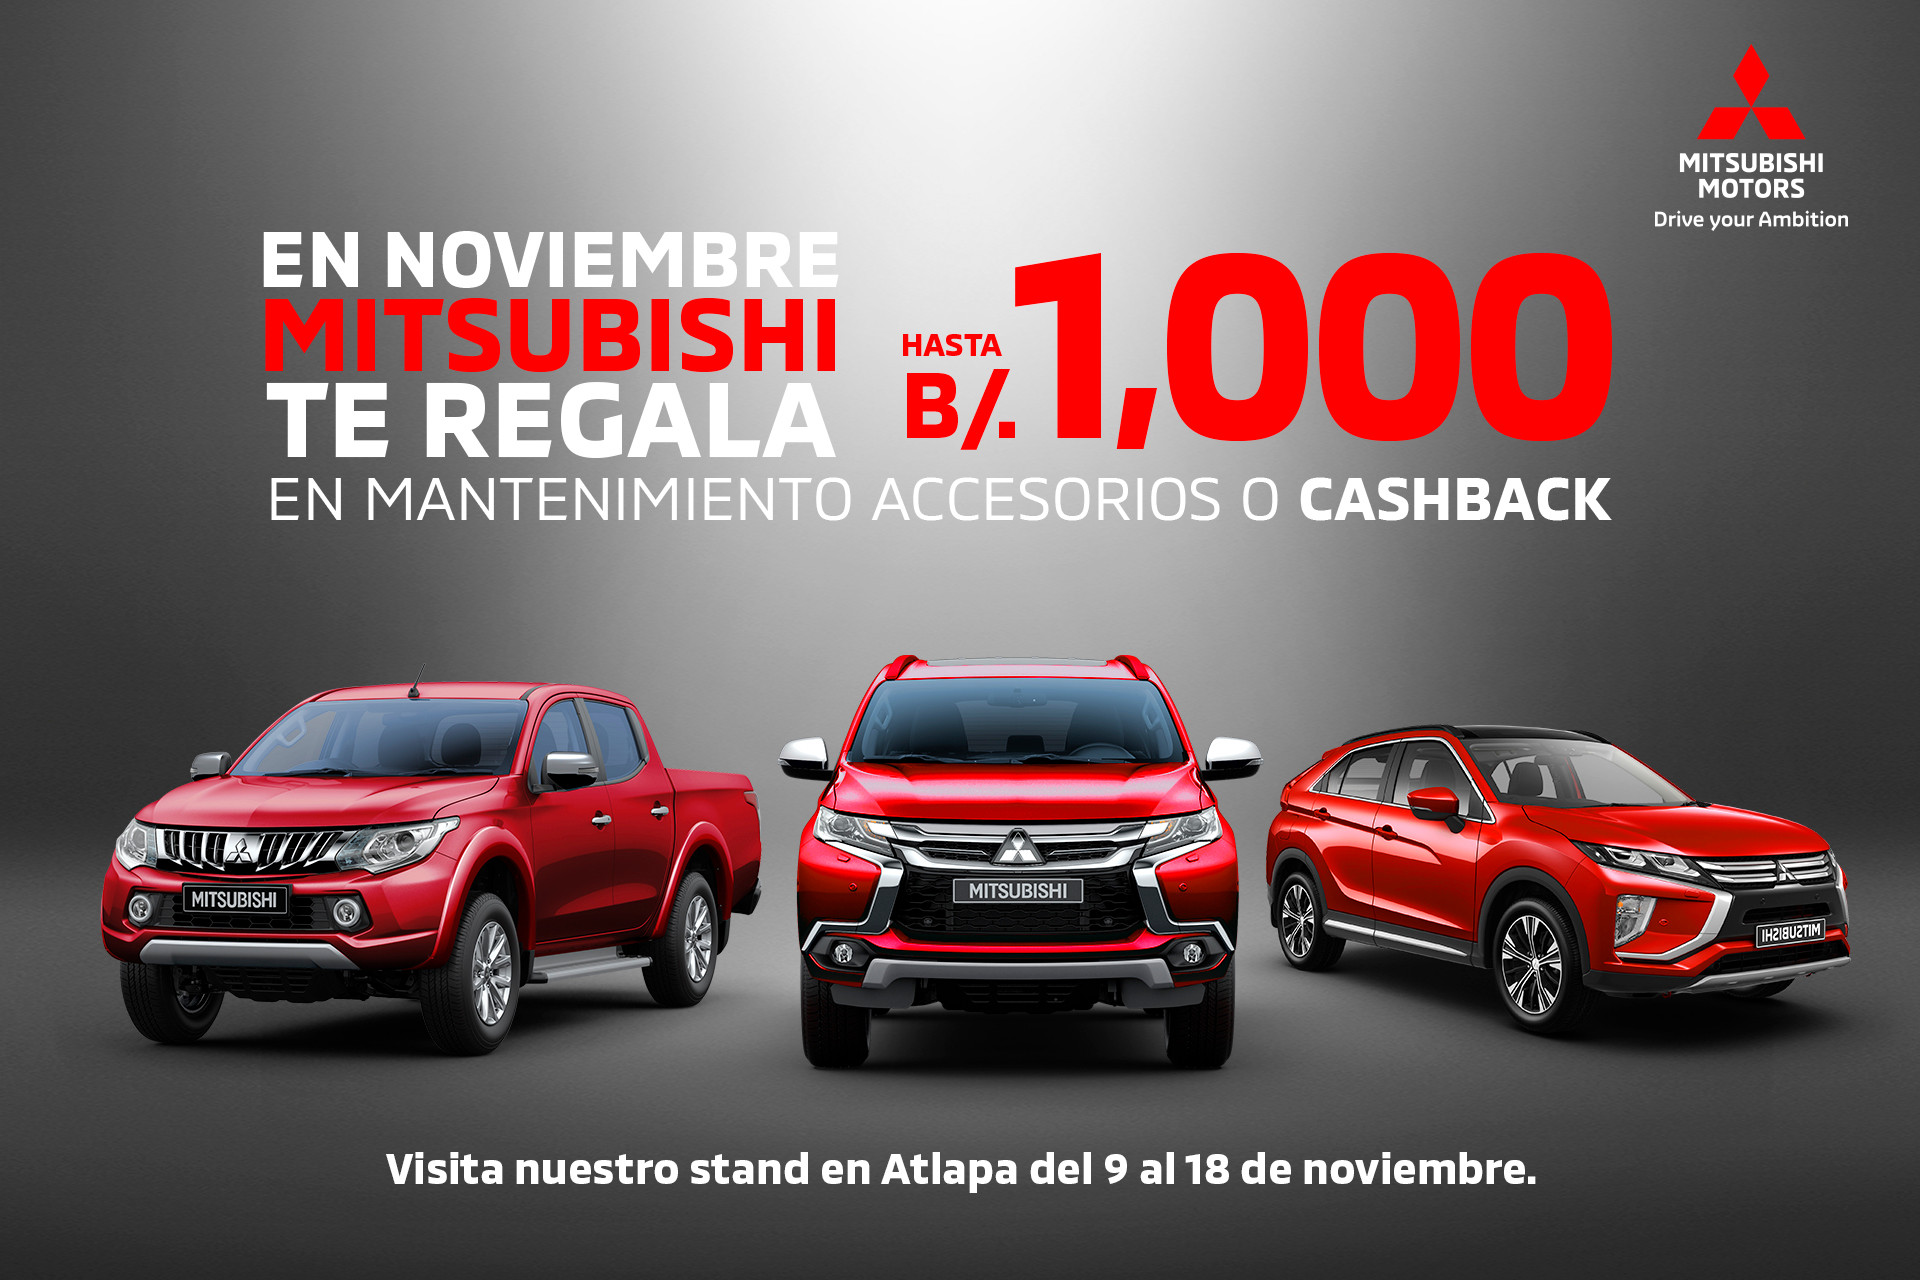 MITSUBISHI
MOTORS
Drive your Ambition
EN NOVIEMBRE
MITSUBISHI
TE REGALA
HASTA
B/.1,000
EN MANTENIMIENTO ACCESORIOS O CASHBACK
MITSUBISHI
MITSUBISHI
MITSUBISHI
Visita nuestro stand en Atlapa del 9 al 18 de noviembre.